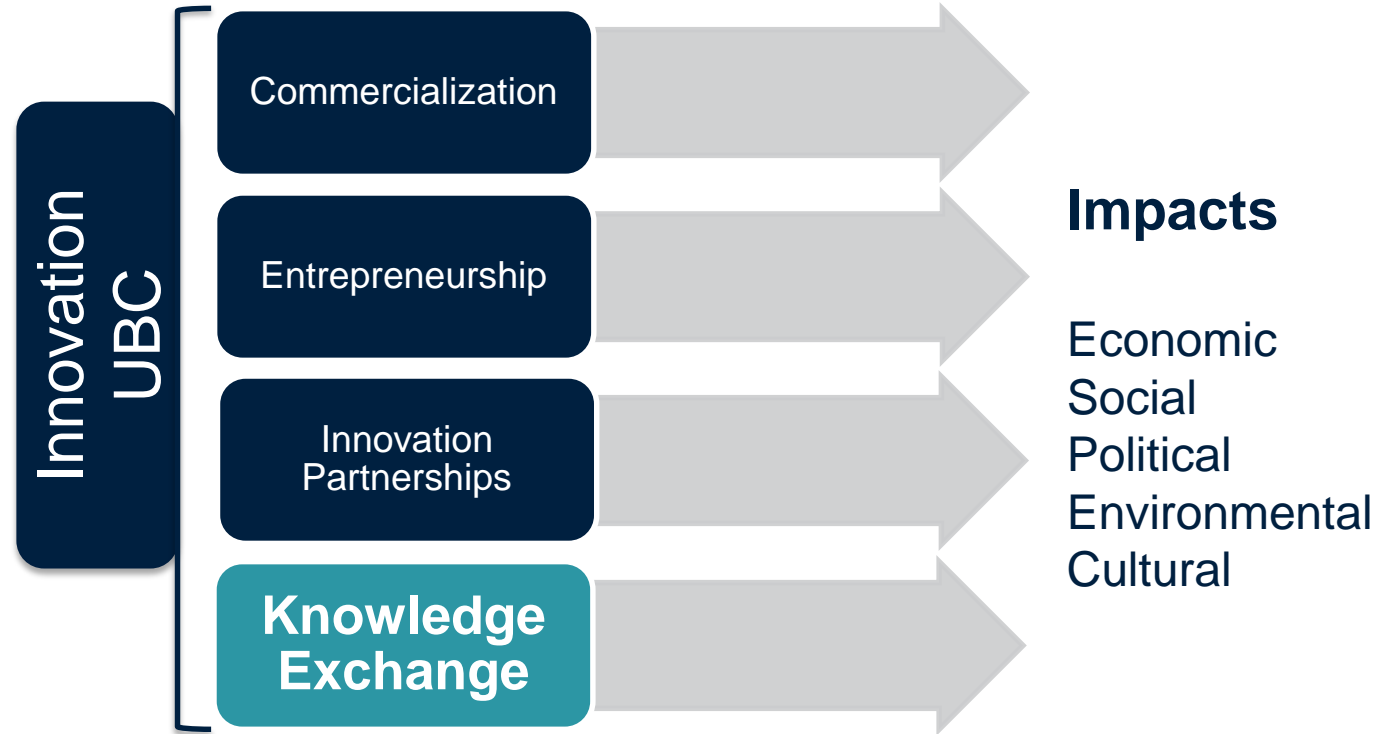 Innovation
UBC
Commercialization
Entrepreneurship
Innovation
Partnerships
Knowledge
Exchange
Impacts
Economic
Social
Political
Environmental
Cultural